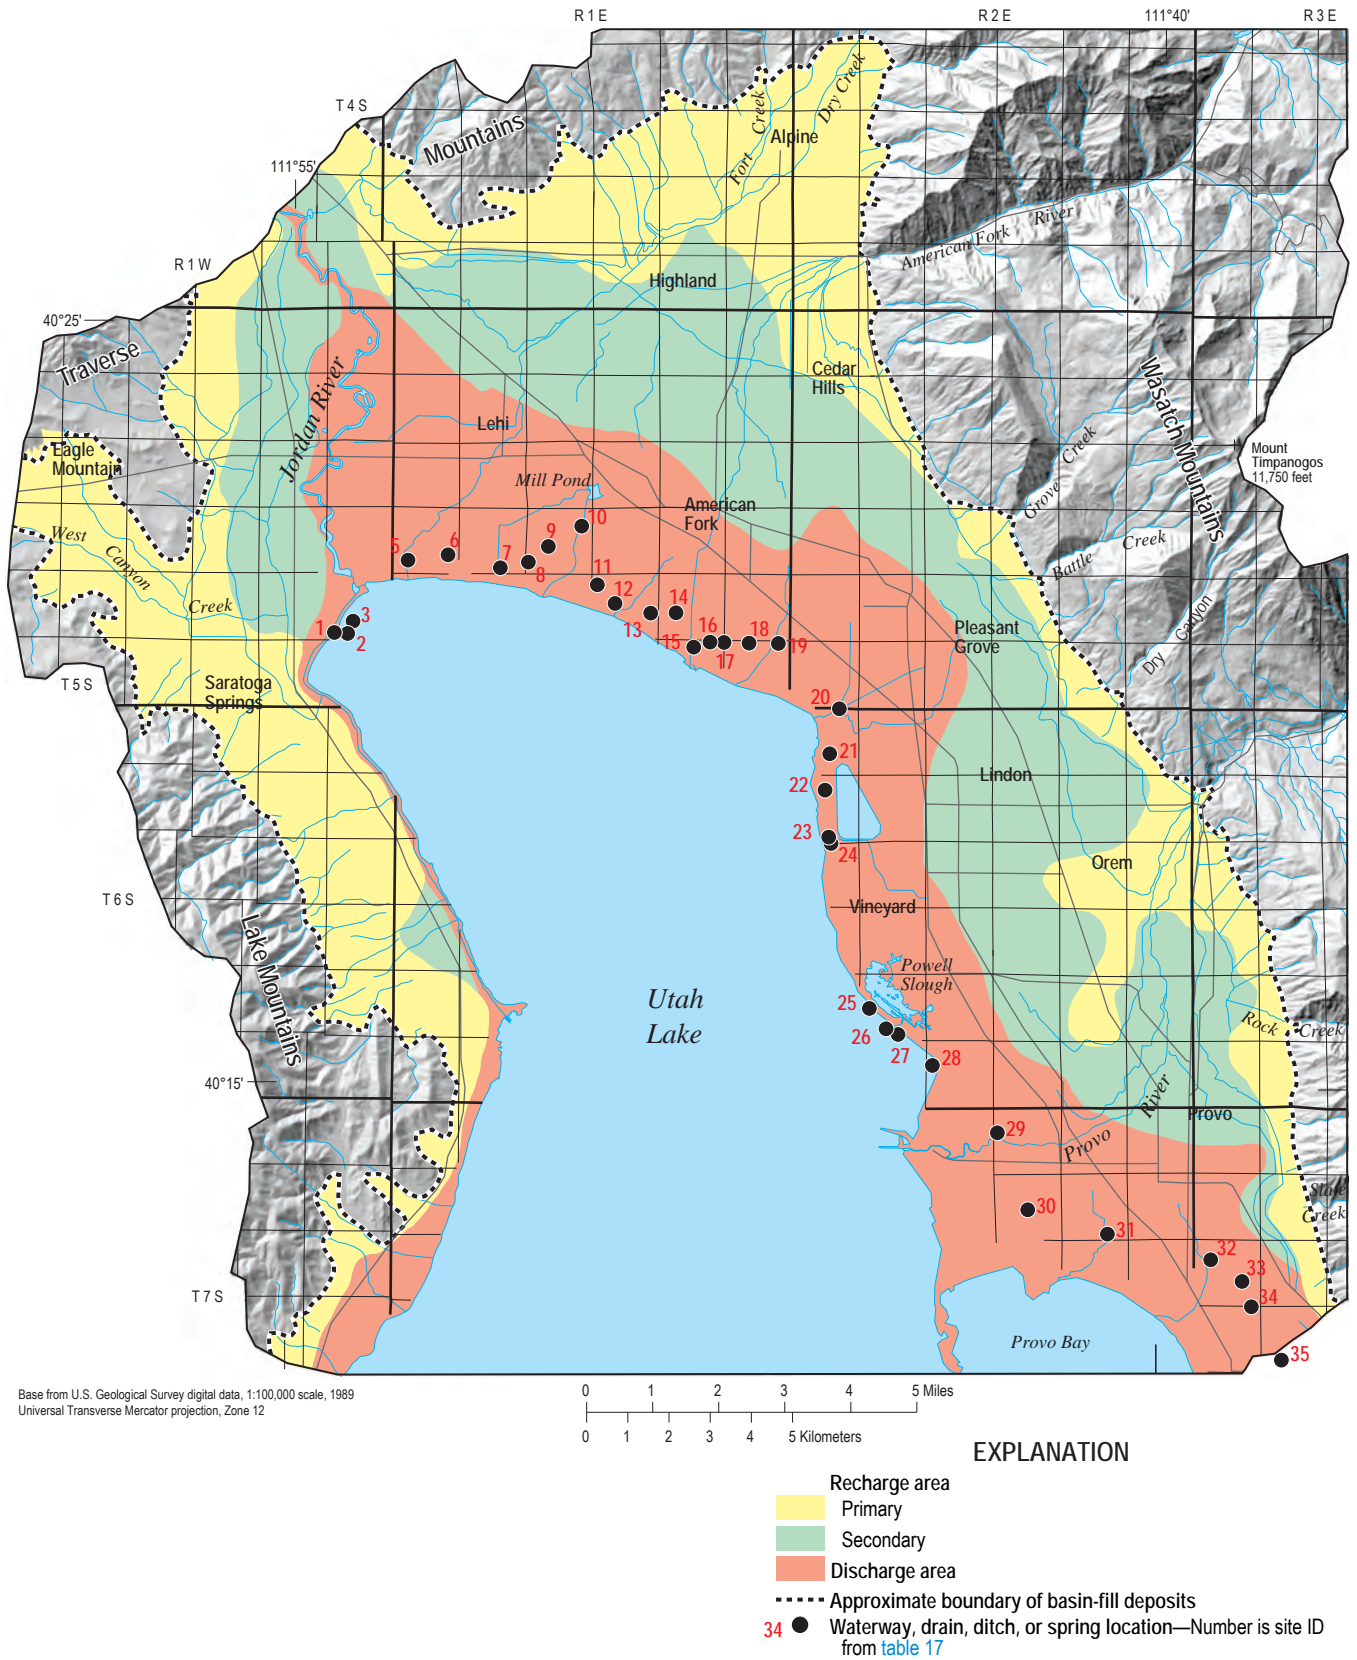 R 1 E
R 2 E
111°40'
R 3 E
T 4 S
Mountains
Fort Creek
Dry Creek
Alpine
111°55'
American Fork River
R 1 W
Highland
40°25'
Traverse
Jordan River
Cedar
Hills
Wasatch Mountains
Lehi
Eagle
Mountain
Grove Creek
Mount
Timpanogos
11,750 feet
Mill Pond
American
Fork
West Canyon Creek
Battle Creek
5
6
7
8
9
10
11
12
13
14
15
16
17
18
19
1
2
3
Dry Canyon
Pleasant
Grove
T 5 S
Saratoga
Springs
20
21
22
23
24
Lindon
Orem
T 6 S
Vineyard
Lake Mountains
Powell
Slough
Utah
Lake
25
26
27
28
Rock Creek
40°15'
Provo River
Provo
29
30
31
32
33
34
35
Slate
Creek
T 7 S
Provo Bay
Base from U.S. Geological Survey digital data, 1:100,000 scale, 1989
Universal Transverse Mercator projection, Zone 12
0 1 2 3 4 5 Miles
0 1 2 3 4 5 Kilometers
EXPLANATION
Recharge area
Primary
Secondary
Discharge area
Approximate boundary of basin-fill deposits
34 Waterway, drain, ditch, or spring location—Number is site ID
from table 17